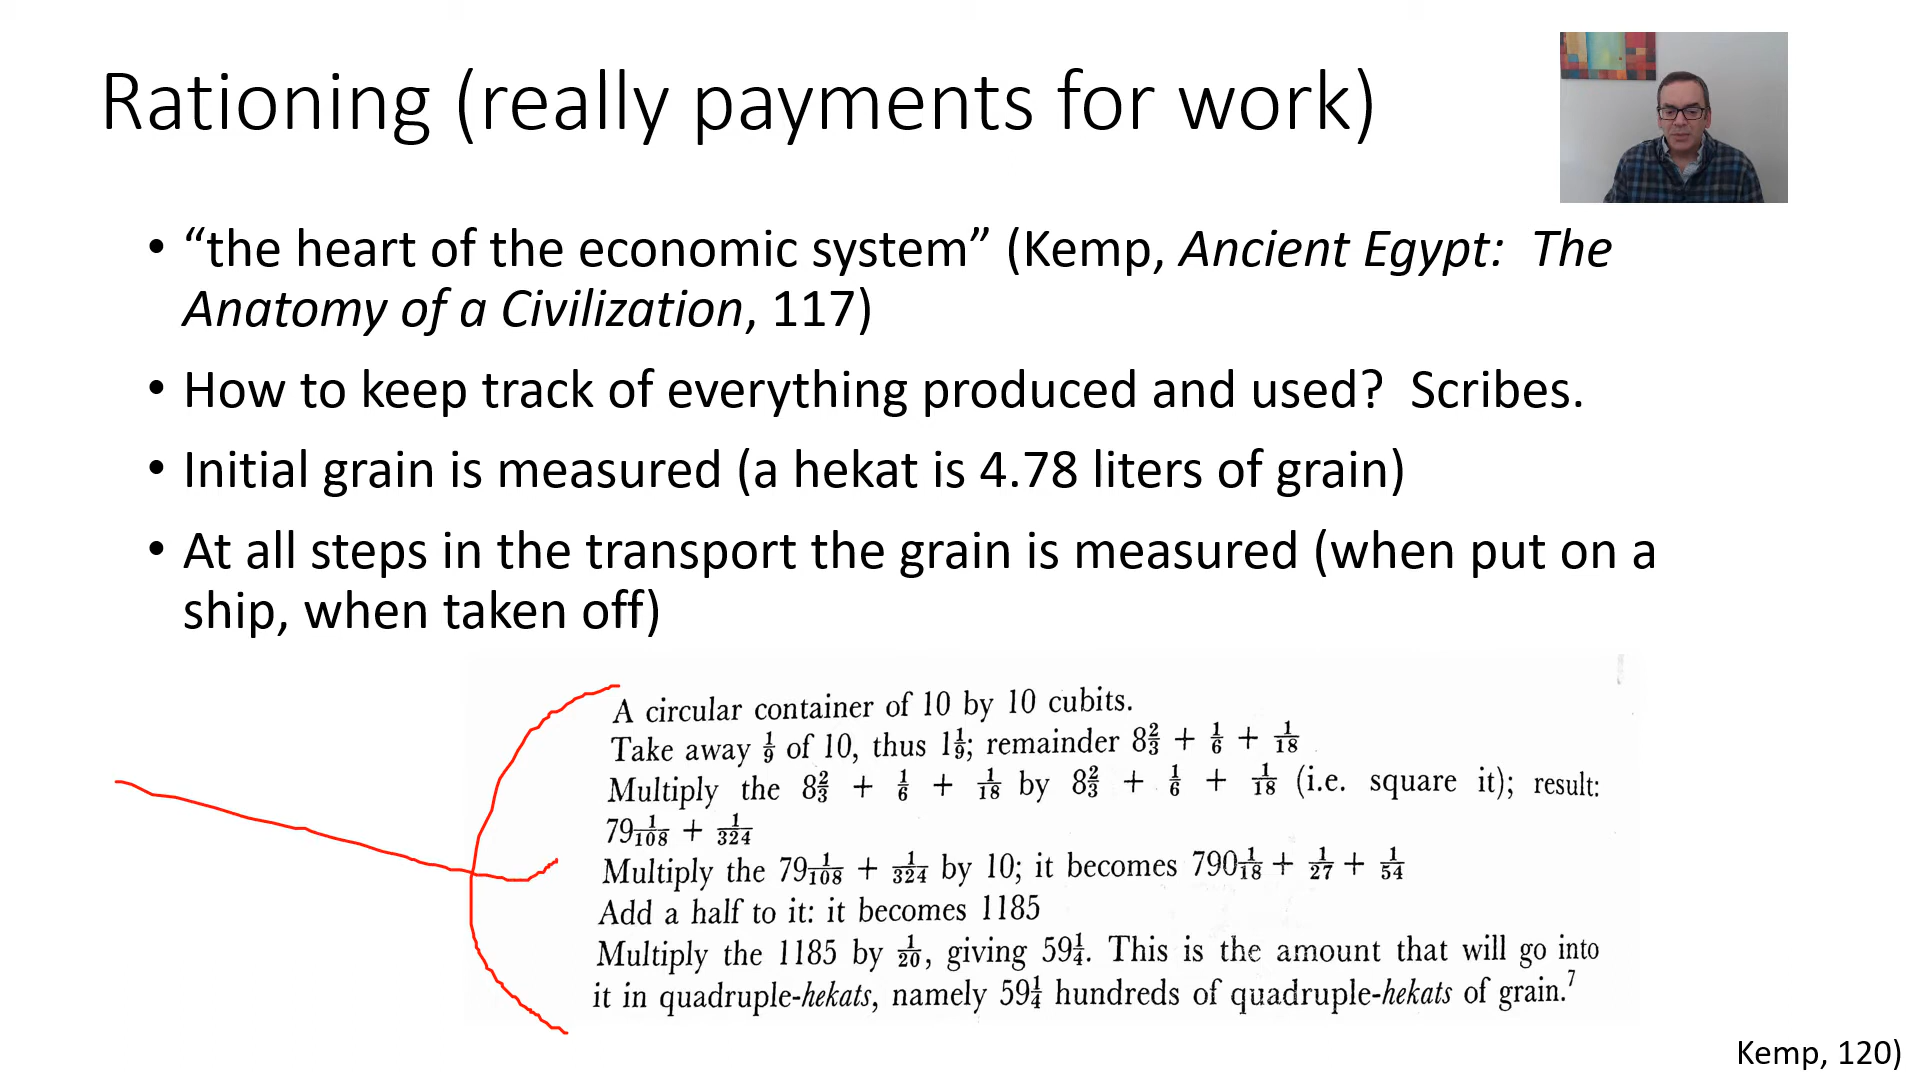 Rationing (really payments for work)
• “the heart of the economic system” (Kemp, Ancient Egypt:  The
Anatomy of a Civilization, 117)
• How to keep track of everything produced and used?  Scribes.
• Initial grain is measured (a hekat is 4.78 liters of grain)
• At all steps in the transport the grain is measured (when put on a
ship, when taken off)
A circular container of 10 by 10 cubits.
Take away 1/9 of 10, thus 1 1/9; remainder 8 2/3 + 1/6 + 1/18
Multiply the 8 2/3 + 1/6 + 1/18 by 8 2/3 + 1/6 + 1/18 (i.e. square it); result:
79 1/108 + 1/324
Multiply the 79 1/108 + 1/324 by 10; it becomes 790 1/18 + 1/27 + 1/54
Add a half to it: it becomes 1185
Multiply the 1185 by 1/20, giving 59 1/4. This is the amount that will go into
it in quadruple-hekats, namely 59 1/4 hundreds of quadruple-hekats of grain.7
Kemp, 120)